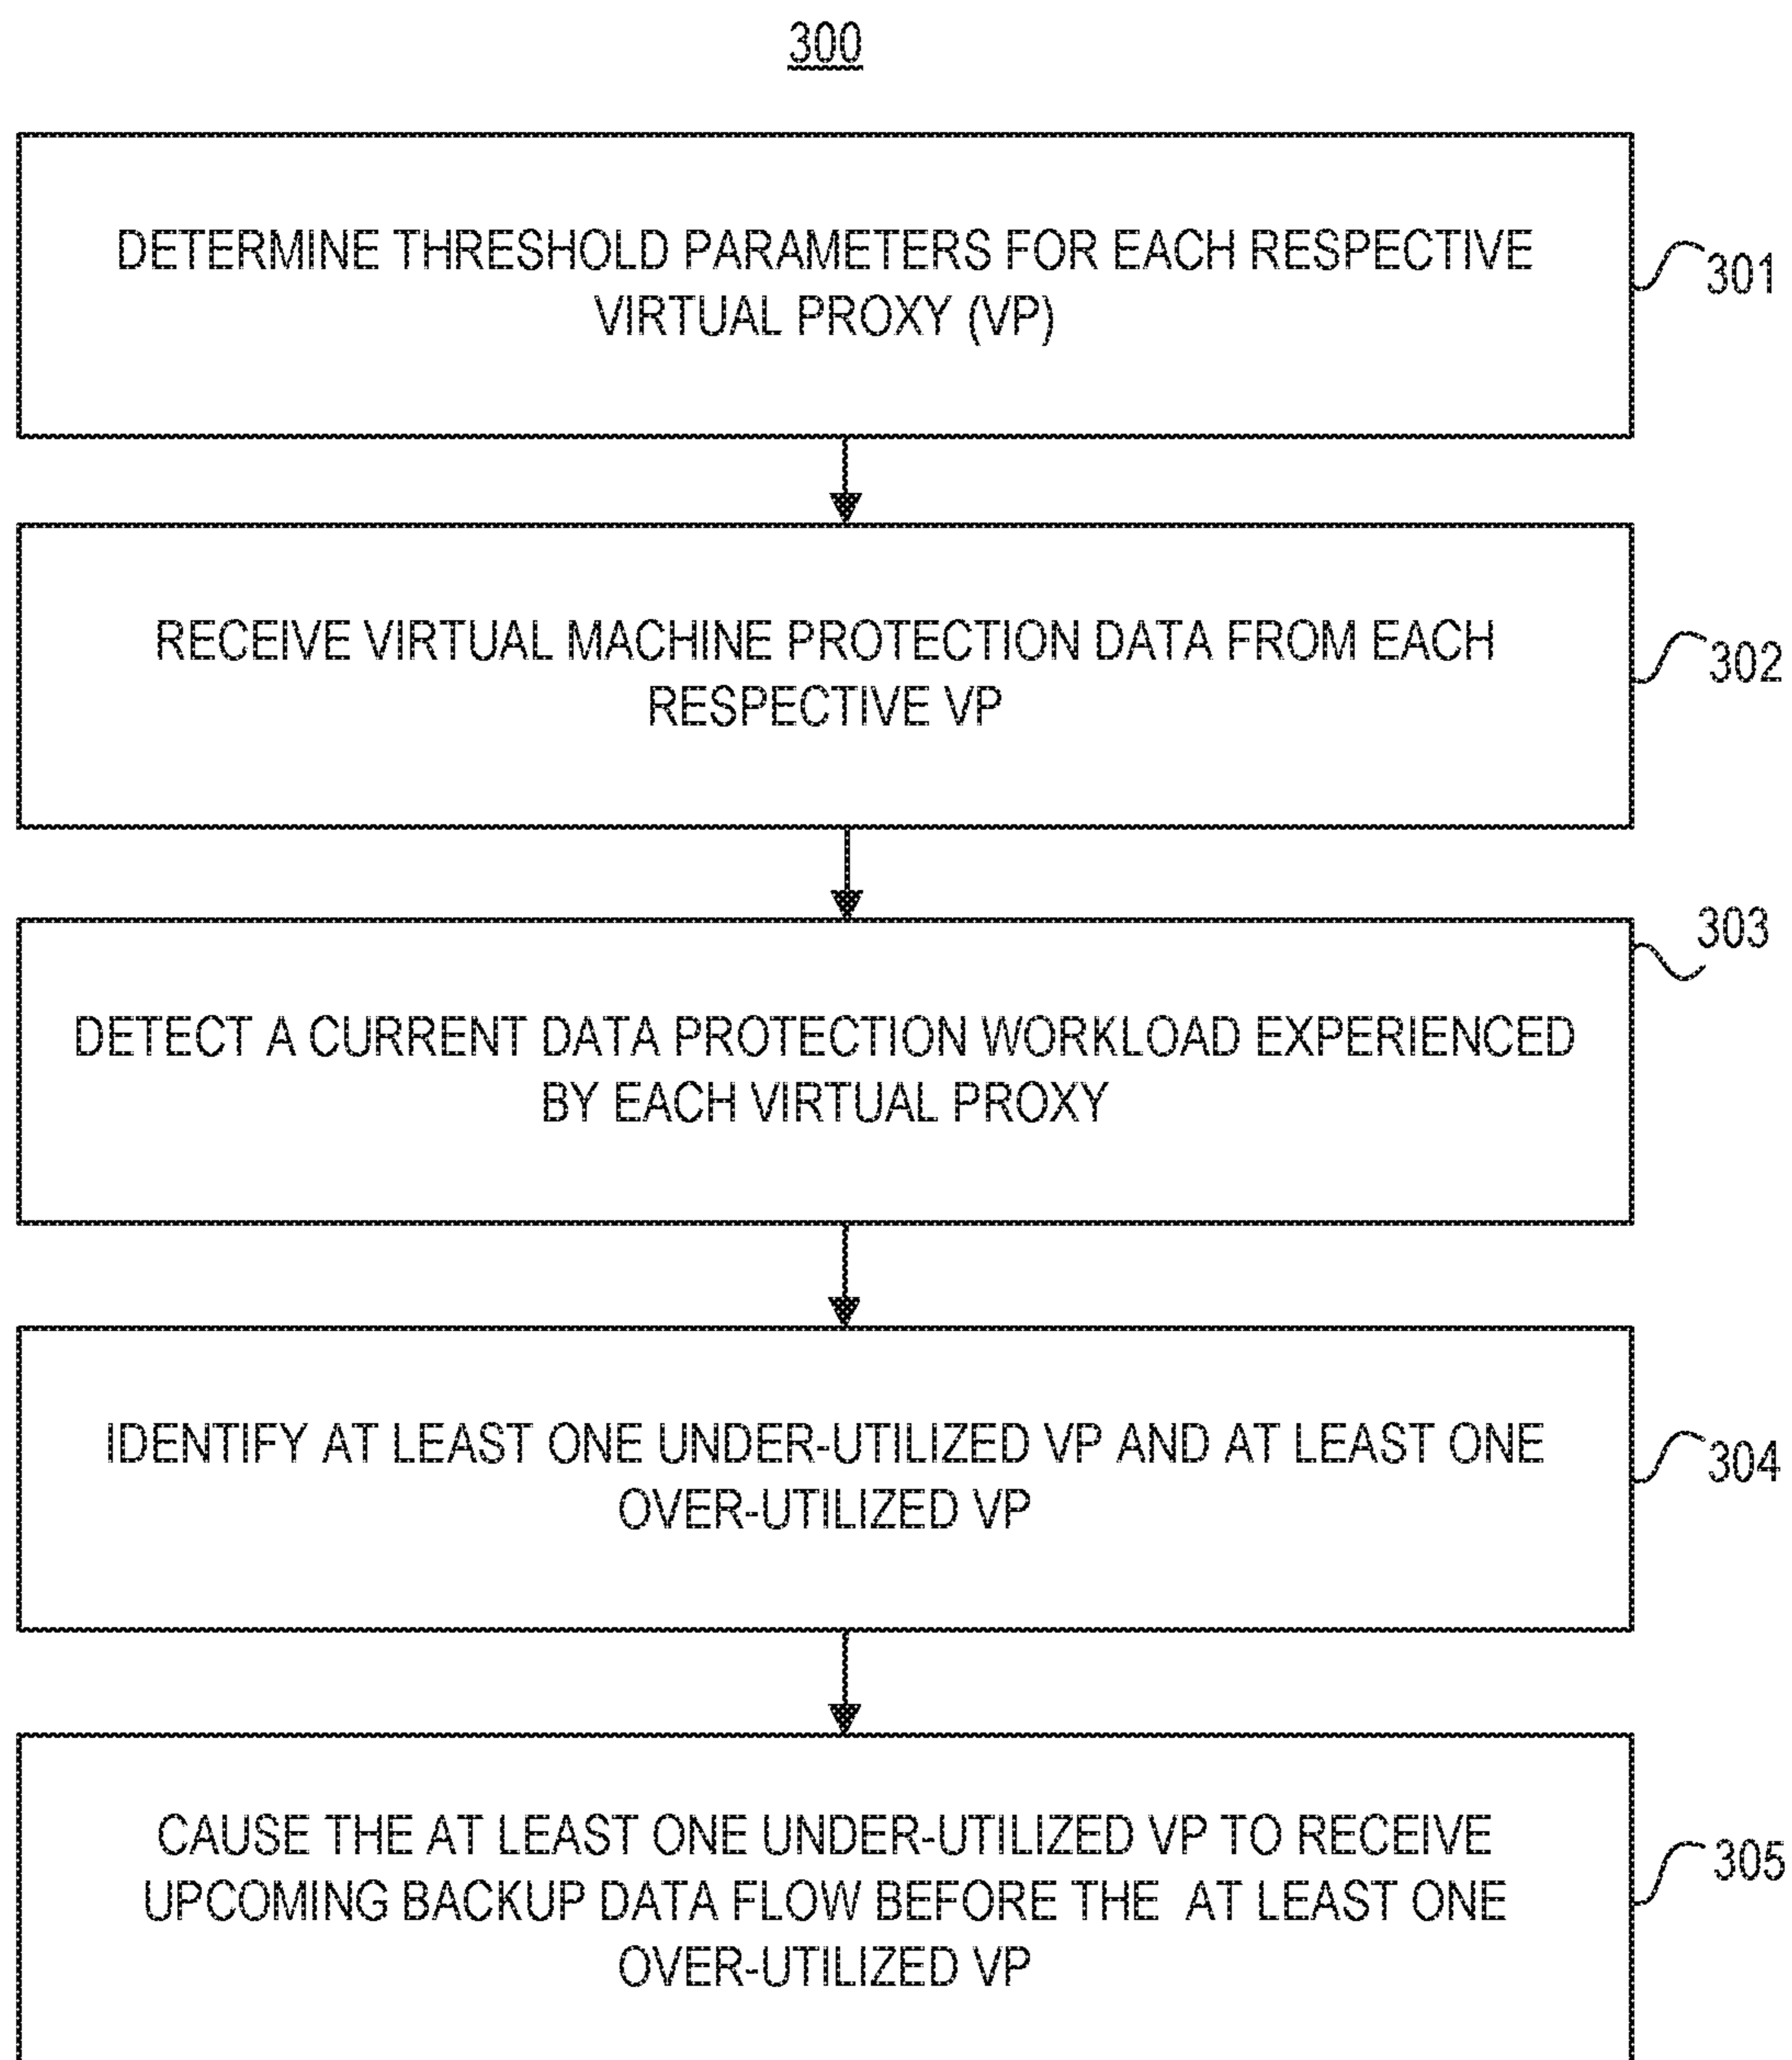 300
DETERMINE THRESHOLD PARAMETERS FOR EACH RESPECTIVE
VIRTUAL PROXY (VP)
301
RECEIVE VIRTUAL MACHINE PROTECTION DATA FROM EACH
RESPECTIVE VP
302
303
DETECT A CURRENT DATA PROTECTION WORKLOAD EXPERIENCED
BY EACH VIRTUAL PROXY
IDENTIFY AT LEAST ONE UNDER-UTILIZED VP AND AT LEAST ONE
OVER-UTILIZED VP
304
CAUSE THE AT LEAST ONE UNDER-UTILIZED VP TO RECEIVE
UPCOMING BACKUP DATA FLOW BEFORE THE AT LEAST ONE
OVER-UTILIZED VP
305